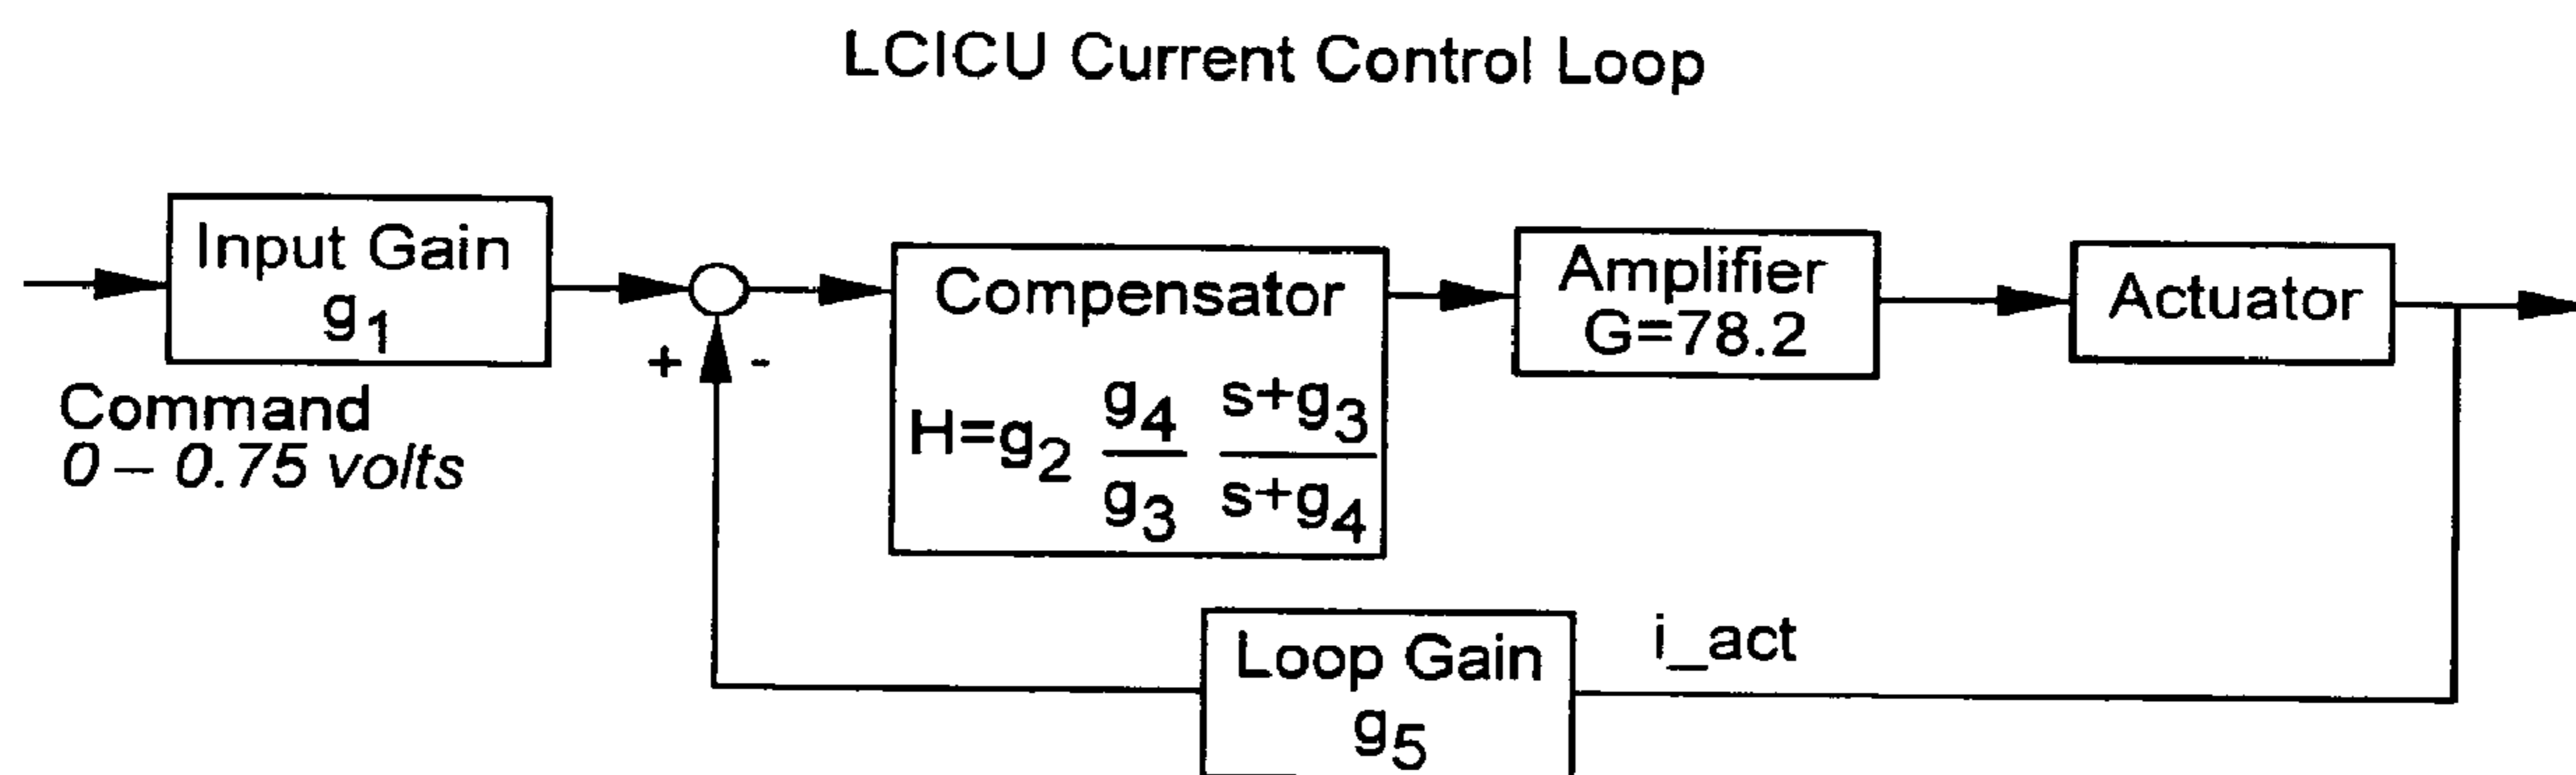 LCICU Current Control Loop
Input Gain
g₁
Command
0 – 0.75 volts
+ -
Compensator
H=g₂ g₄/g₃ s+g₃/s+g₄
Amplifier
G=78.2
Actuator
Loop Gain
g₅
i_act